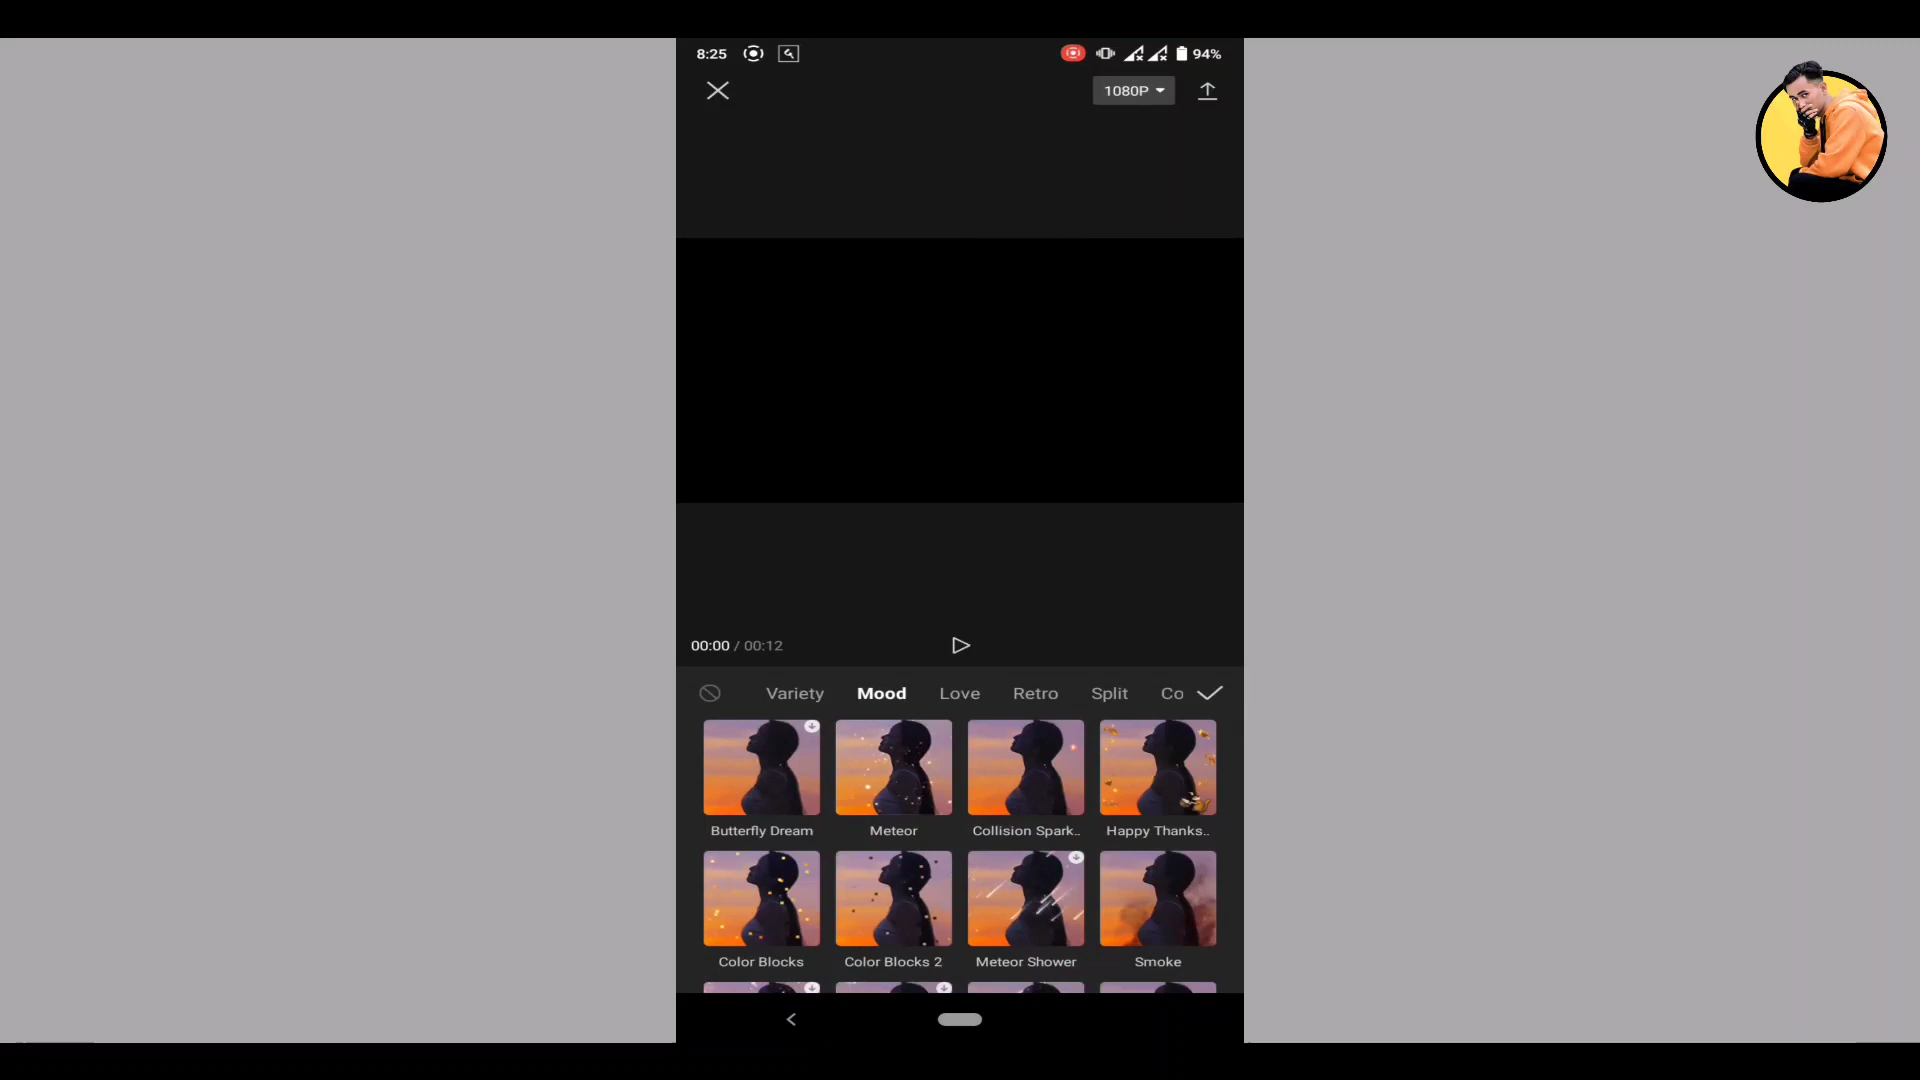 8:25 94%
1080P
00:00 / 00:12
Variety Mood Love Retro Split Co
Butterfly Dream Meteor Collision Spark.. Happy Thanks..
Color Blocks Color Blocks 2 Meteor Shower Smoke